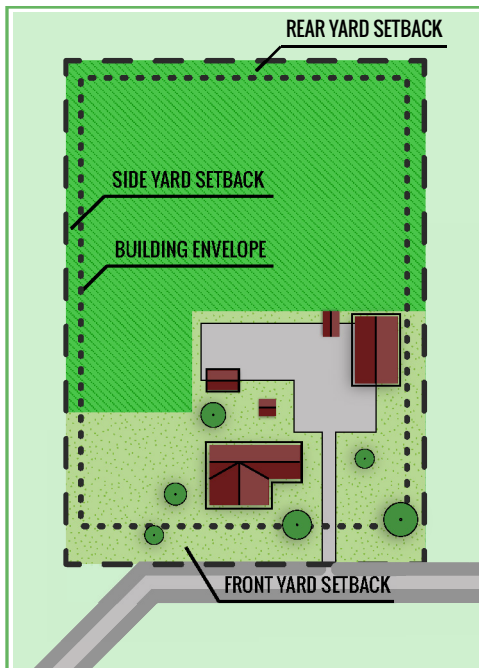 REAR YARD SETBACK
SIDE YARD SETBACK
BUILDING ENVELOPE
FRONT YARD SETBACK